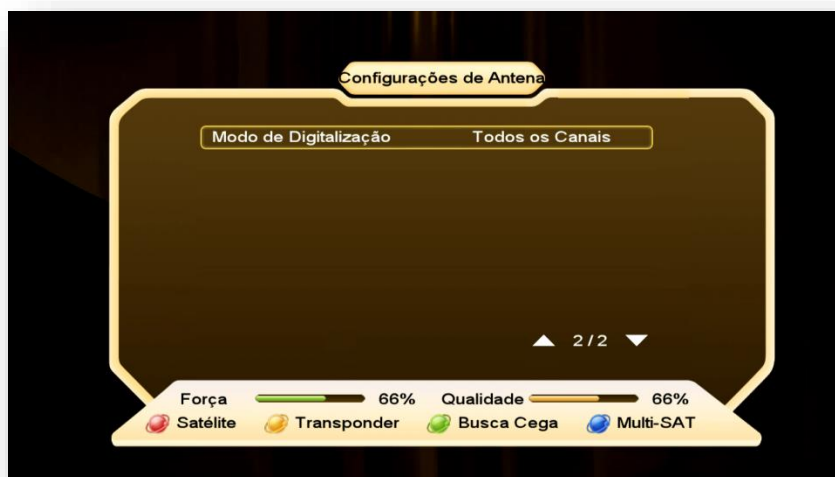 Configurações de Antena
Modo de Digitalização Todos os Canais
2/2
Força 66% Qualidade 66%
Satélite Transponder Busca Cega Multi-SAT